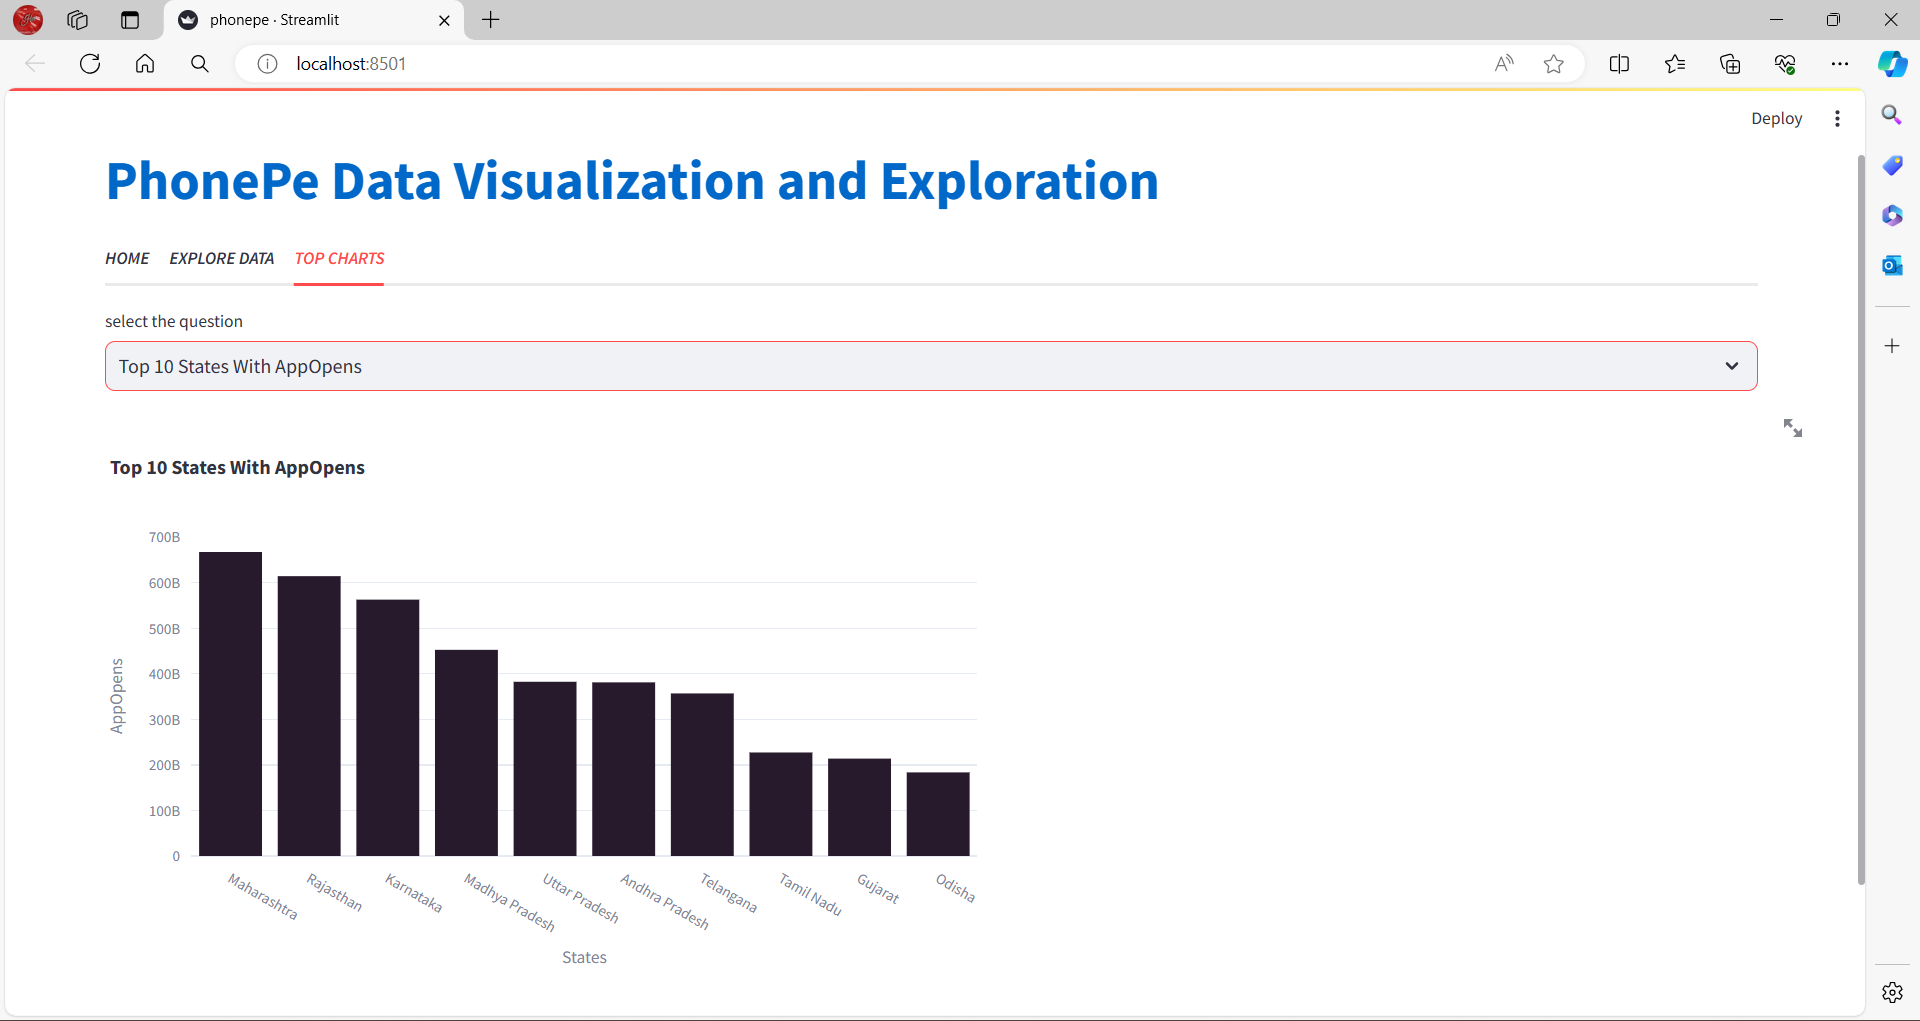 phonepe · Streamlit
localhost:8501
Deploy
PhonePe Data Visualization and Exploration
HOME EXPLORE DATA TOP CHARTS
select the question
Top 10 States With AppOpens
Top 10 States With AppOpens
700B
600B
500B
400B
300B
200B
100B
0
AppOpens
Maharashtra
Rajasthan
Karnataka
Madhya Pradesh
Uttar Pradesh
Andhra Pradesh
Telangana
Tamil Nadu
Gujarat
Odisha
States